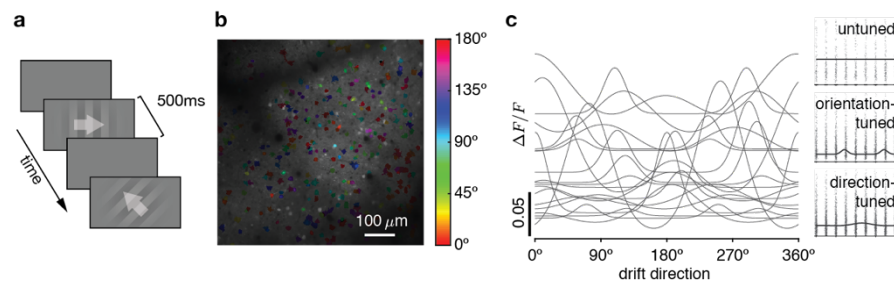 a
500ms
time
b
180º
135º
90º
45º
0º
100 µm
c
ΔF/F
0.05
0º
90º
180º
270º
360º
drift direction
untuned
orientation-
tuned
direction-
tuned